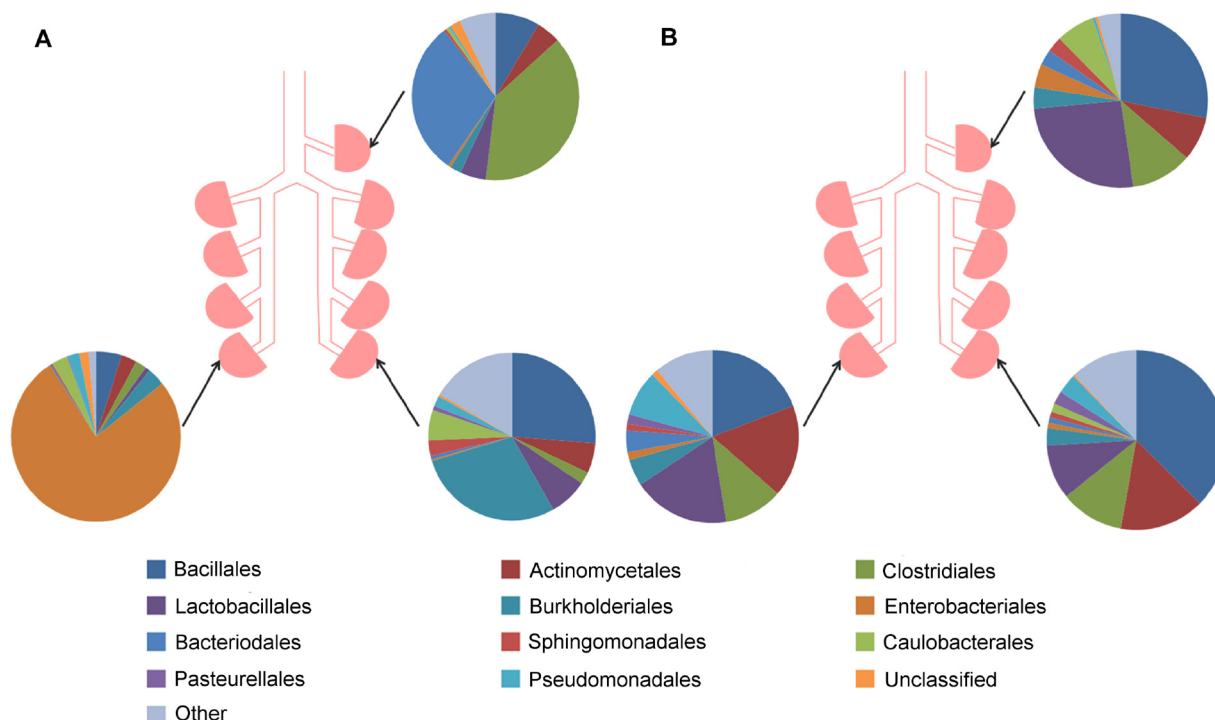 A
B
Bacillales
Actinomycetales
Clostridiales
Lactobacillales
Burkholderiales
Enterobacteriales
Bacteriodales
Sphingomonadales
Caulobacterales
Pasteurellales
Pseudomonadales
Unclassified
Other